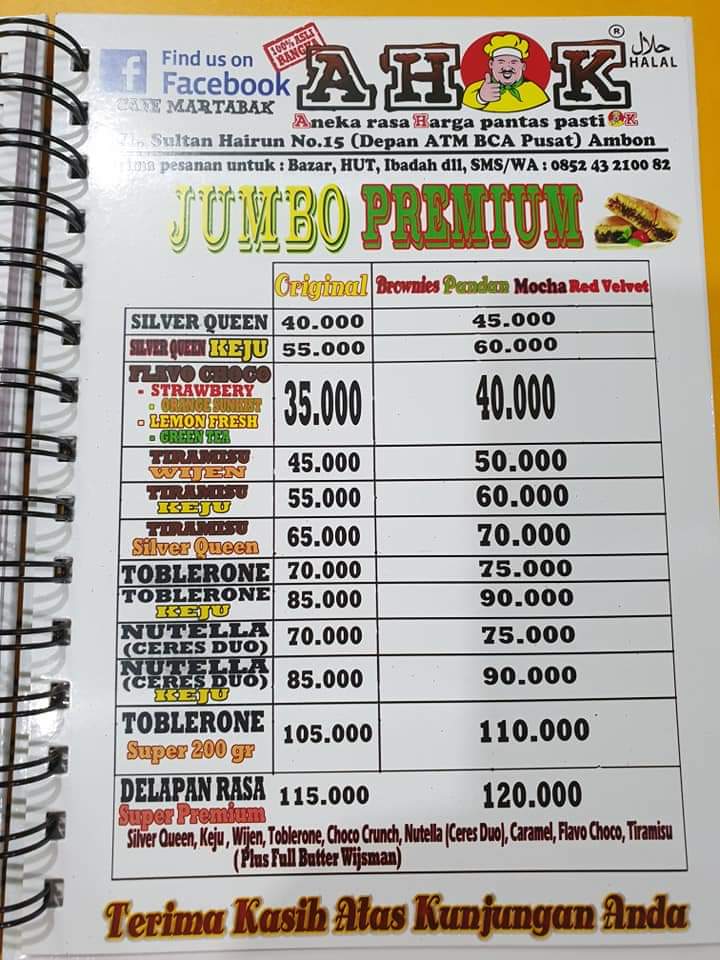 Find us on
Facebook
CAFE MARTABAK
100% ASLI
BANGKA
AHOK
®
حلال
HALAL
Aneka rasa Harga pantas pasti OK
Jl. Sultan Hairun No.15 (Depan ATM BCA Pusat) Ambon
rima pesanan untuk : Bazar, HUT, Ibadah dll, SMS/WA : 0852 43 2100 82
JUMBO PREMIUM
Original Brownies Pandan Mocha Red Velvet
SILVER QUEEN 40.000 45.000
SILVER QUEEN KEJU 55.000 60.000
FLAVO CHOCO
- STRAWBERY
- ORANGE SUNKIST
- LEMON FRESH
- GREEN TEA
35.000 40.000
TIRAMISU
WIJEN
45.000 50.000
TIRAMISU
KEJU
55.000 60.000
TIRAMISU
Silver Queen
65.000 70.000
TOBLERONE 70.000 75.000
TOBLERONE
KEJU
85.000 90.000
NUTELLA
(CERES DUO)
70.000 75.000
NUTELLA
(CERES DUO)
KEJU
85.000 90.000
TOBLERONE
Super 200 gr
105.000 110.000
DELAPAN RASA
Super Premium
115.000 120.000
Silver Queen, Keju , Wijen, Toblerone, Choco Crunch, Nutella (Ceres Duo), Caramel, Flavo Choco, Tiramisu
( Plus Full Butter Wijsman)
Terima Kasih Atas Kunjungan Anda